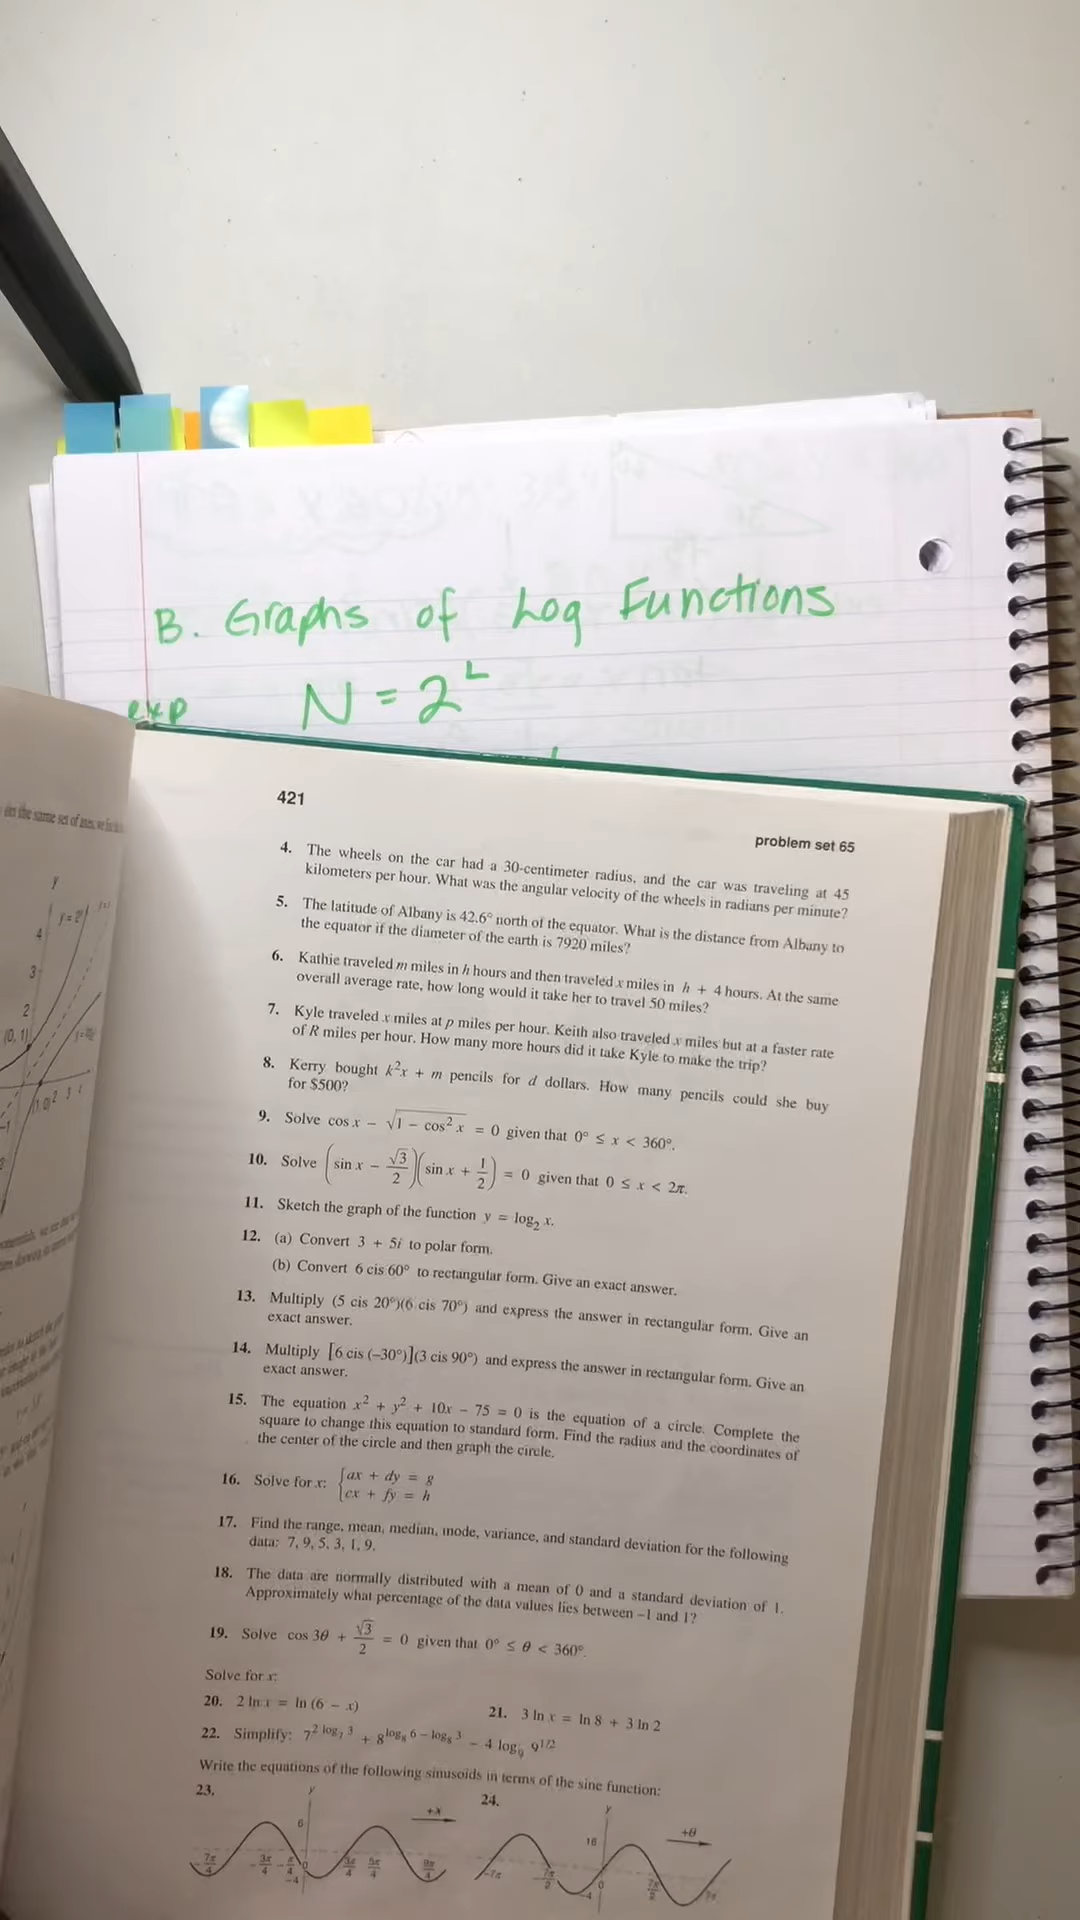 B. Graphs of Log Functions
exp N = 2^L
421
problem set 65
4. The wheels on the car had a 30-centimeter radius, and the car was traveling at 45
kilometers per hour. What was the angular velocity of the wheels in radians per minute?
5. The latitude of Albany is 42.6° north of the equator. What is the distance from Albany to
the equator if the diameter of the earth is 7920 miles?
6. Kathie traveled m miles in h hours and then traveled x miles in h + 4 hours. At the same
overall average rate, how long would it take her to travel 50 miles?
7. Kyle traveled x miles at p miles per hour. Keith also traveled x miles but at a faster rate
of R miles per hour. How many more hours did it take Kyle to make the trip?
8. Kerry bought k²x + m pencils for d dollars. How many pencils could she buy
for $500?
9. Solve cos x − √(1 − cos² x) = 0 given that 0° ≤ x < 360°.
10. Solve (sin x − √3/2)(sin x + 1/2) = 0 given that 0 ≤ x < 2π.
11. Sketch the graph of the function y = log₂ x.
12. (a) Convert 3 + 5i to polar form.
(b) Convert 6 cis 60° to rectangular form. Give an exact answer.
13. Multiply (5 cis 20°)(6 cis 70°) and express the answer in rectangular form. Give an
exact answer.
14. Multiply [6 cis (−30°)](3 cis 90°) and express the answer in rectangular form. Give an
exact answer.
15. The equation x² + y² + 10x − 75 = 0 is the equation of a circle. Complete the
square to change this equation to standard form. Find the radius and the coordinates of
the center of the circle and then graph the circle.
16. Solve for x: {ax + dy = g
{cx + fy = h
17. Find the range, mean, median, mode, variance, and standard deviation for the following
data: 7, 9, 5, 3, 1, 9.
18. The data are normally distributed with a mean of 0 and a standard deviation of 1.
Approximately what percentage of the data values lies between −1 and 1?
19. Solve cos 3θ + √3/2 = 0 given that 0° ≤ θ < 360°.
Solve for x:
20. 2 ln x = ln (6 − x) 21. 3 ln x = ln 8 + 3 ln 2
22. Simplify: 7^(2 log₇ 3) + 8^(log₈ 6 − log₈ 3) − 4 log₉ 9^(1/2)
Write the equations of the following sinusoids in terms of the sine function:
23. 24.